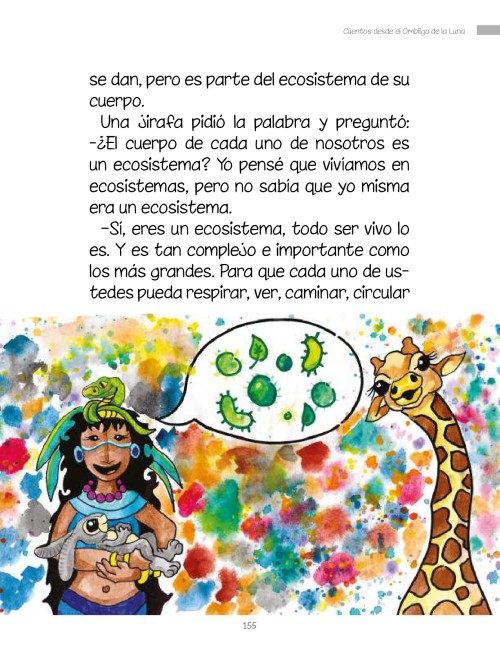 Cuentos desde el Ombligo de la Luna
se dan, pero es parte del ecosistema de su
cuerpo.
Una jirafa pidió la palabra y preguntó:
-¿El cuerpo de cada uno de nosotros es
un ecosistema? Yo pensé que vivíamos en
ecosistemas, pero no sabía que yo misma
era un ecosistema.
-Sí, eres un ecosistema, todo ser vivo lo
es. Y es tan complejo e importante como
los más grandes. Para que cada uno de us-
tedes pueda respirar, ver, caminar, circular
155